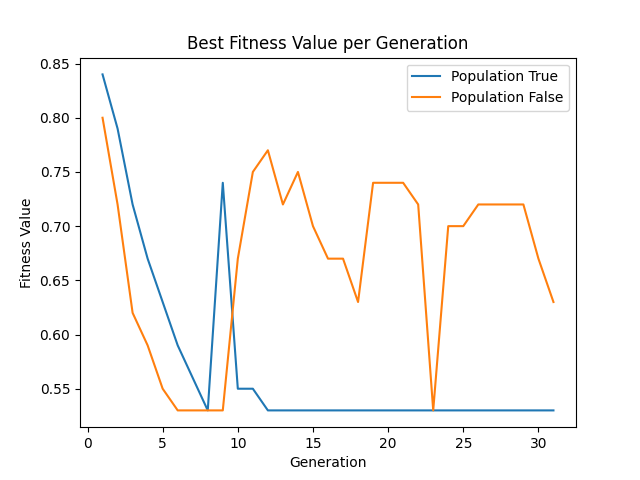 Best Fitness Value per Generation
Population True
Population False
Fitness Value
0.85
0.80
0.75
0.70
0.65
0.60
0.55
0
5
10
15
20
25
30
Generation